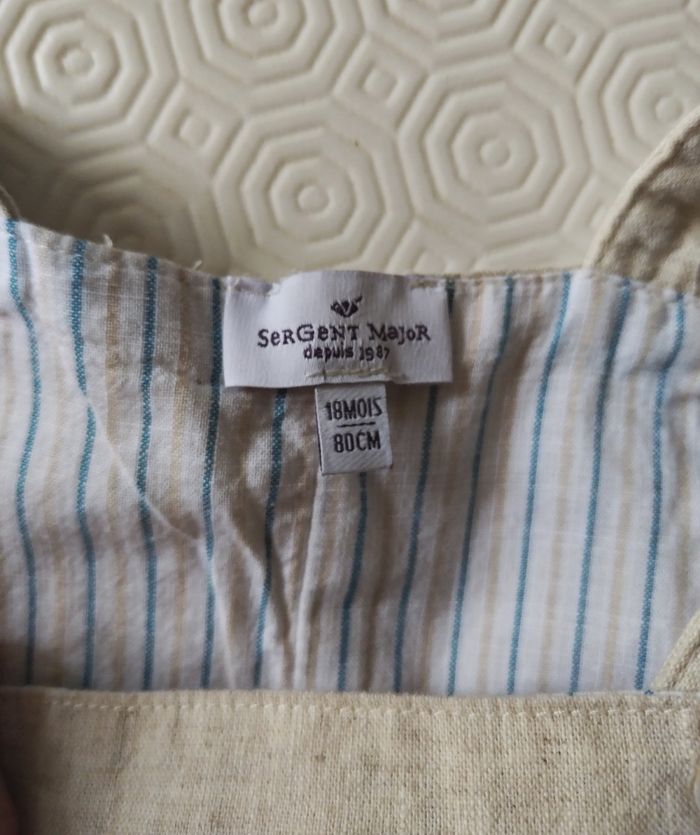 SerGeNT MajoR
depuis 1987
18MOIS
80CM